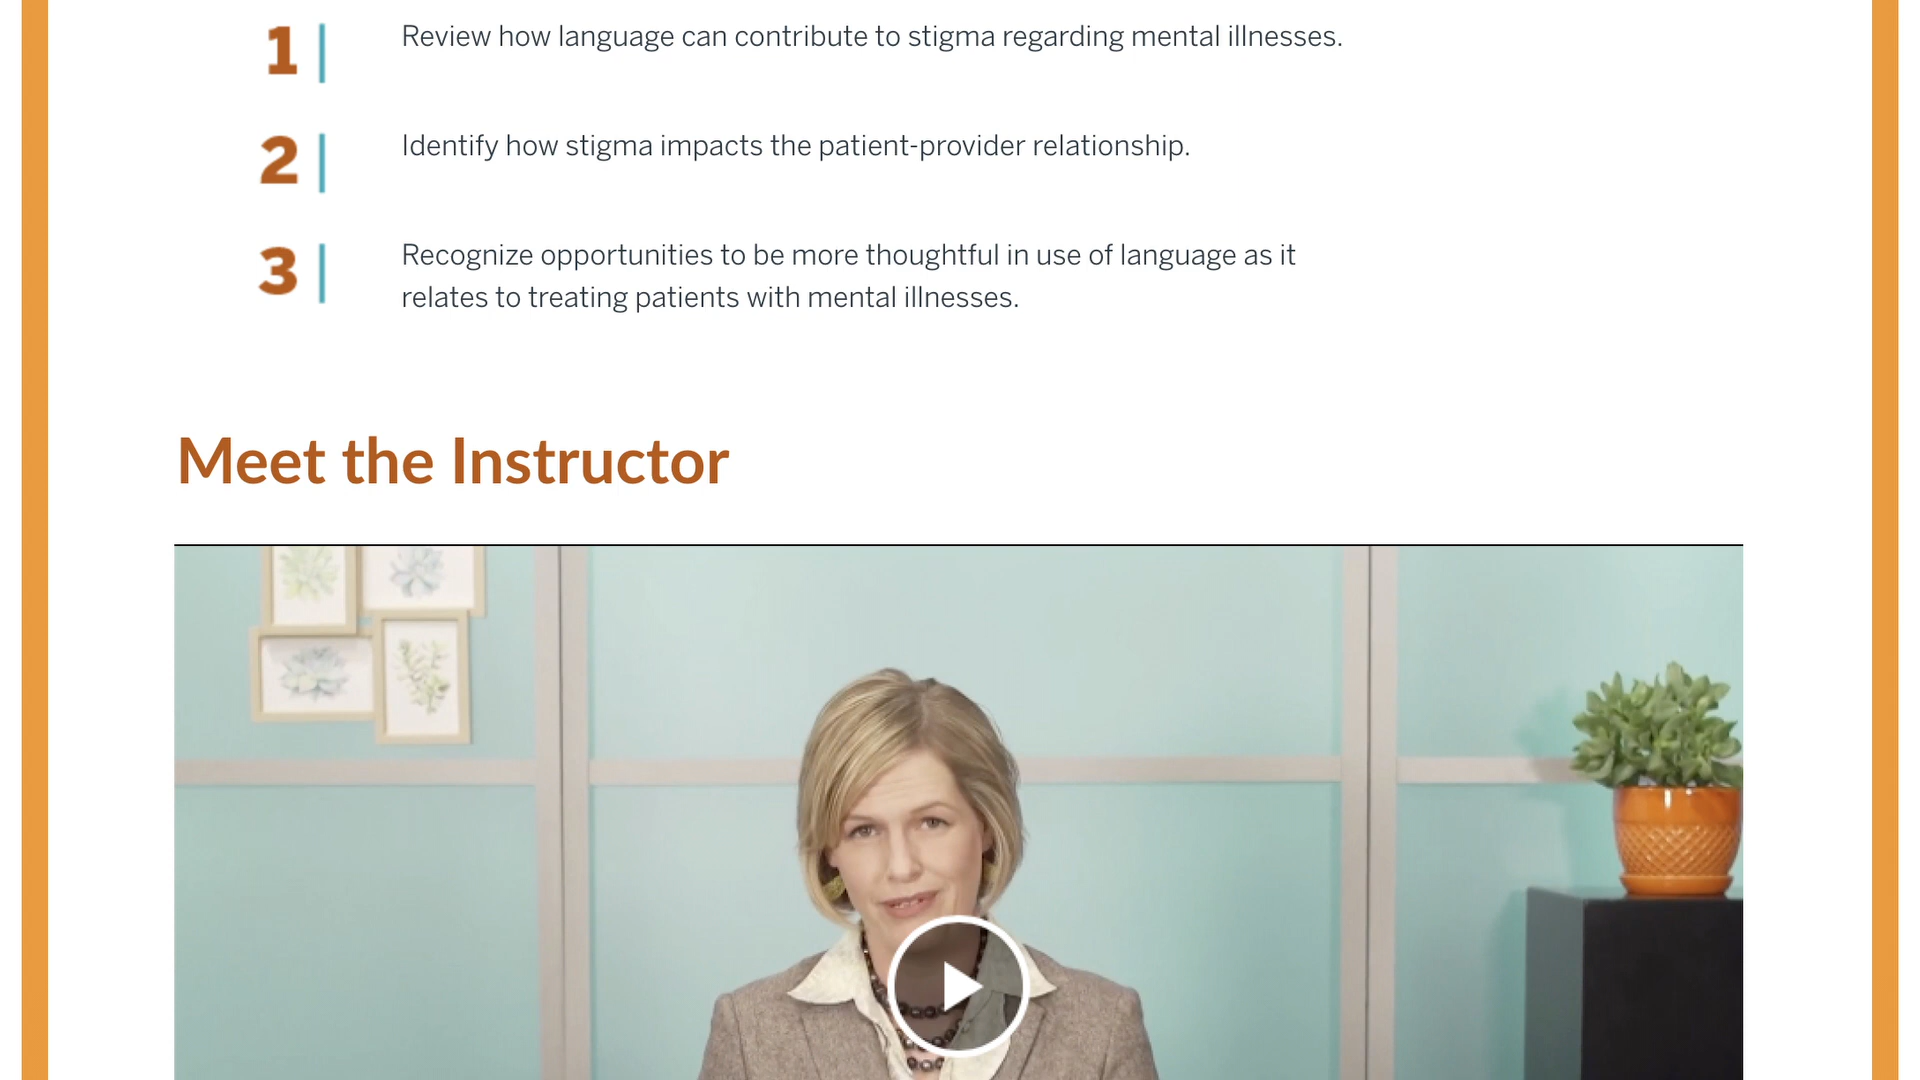 1 Review how language can contribute to stigma regarding mental illnesses.
2 Identify how stigma impacts the patient-provider relationship.
3 Recognize opportunities to be more thoughtful in use of language as it
relates to treating patients with mental illnesses.
Meet the Instructor